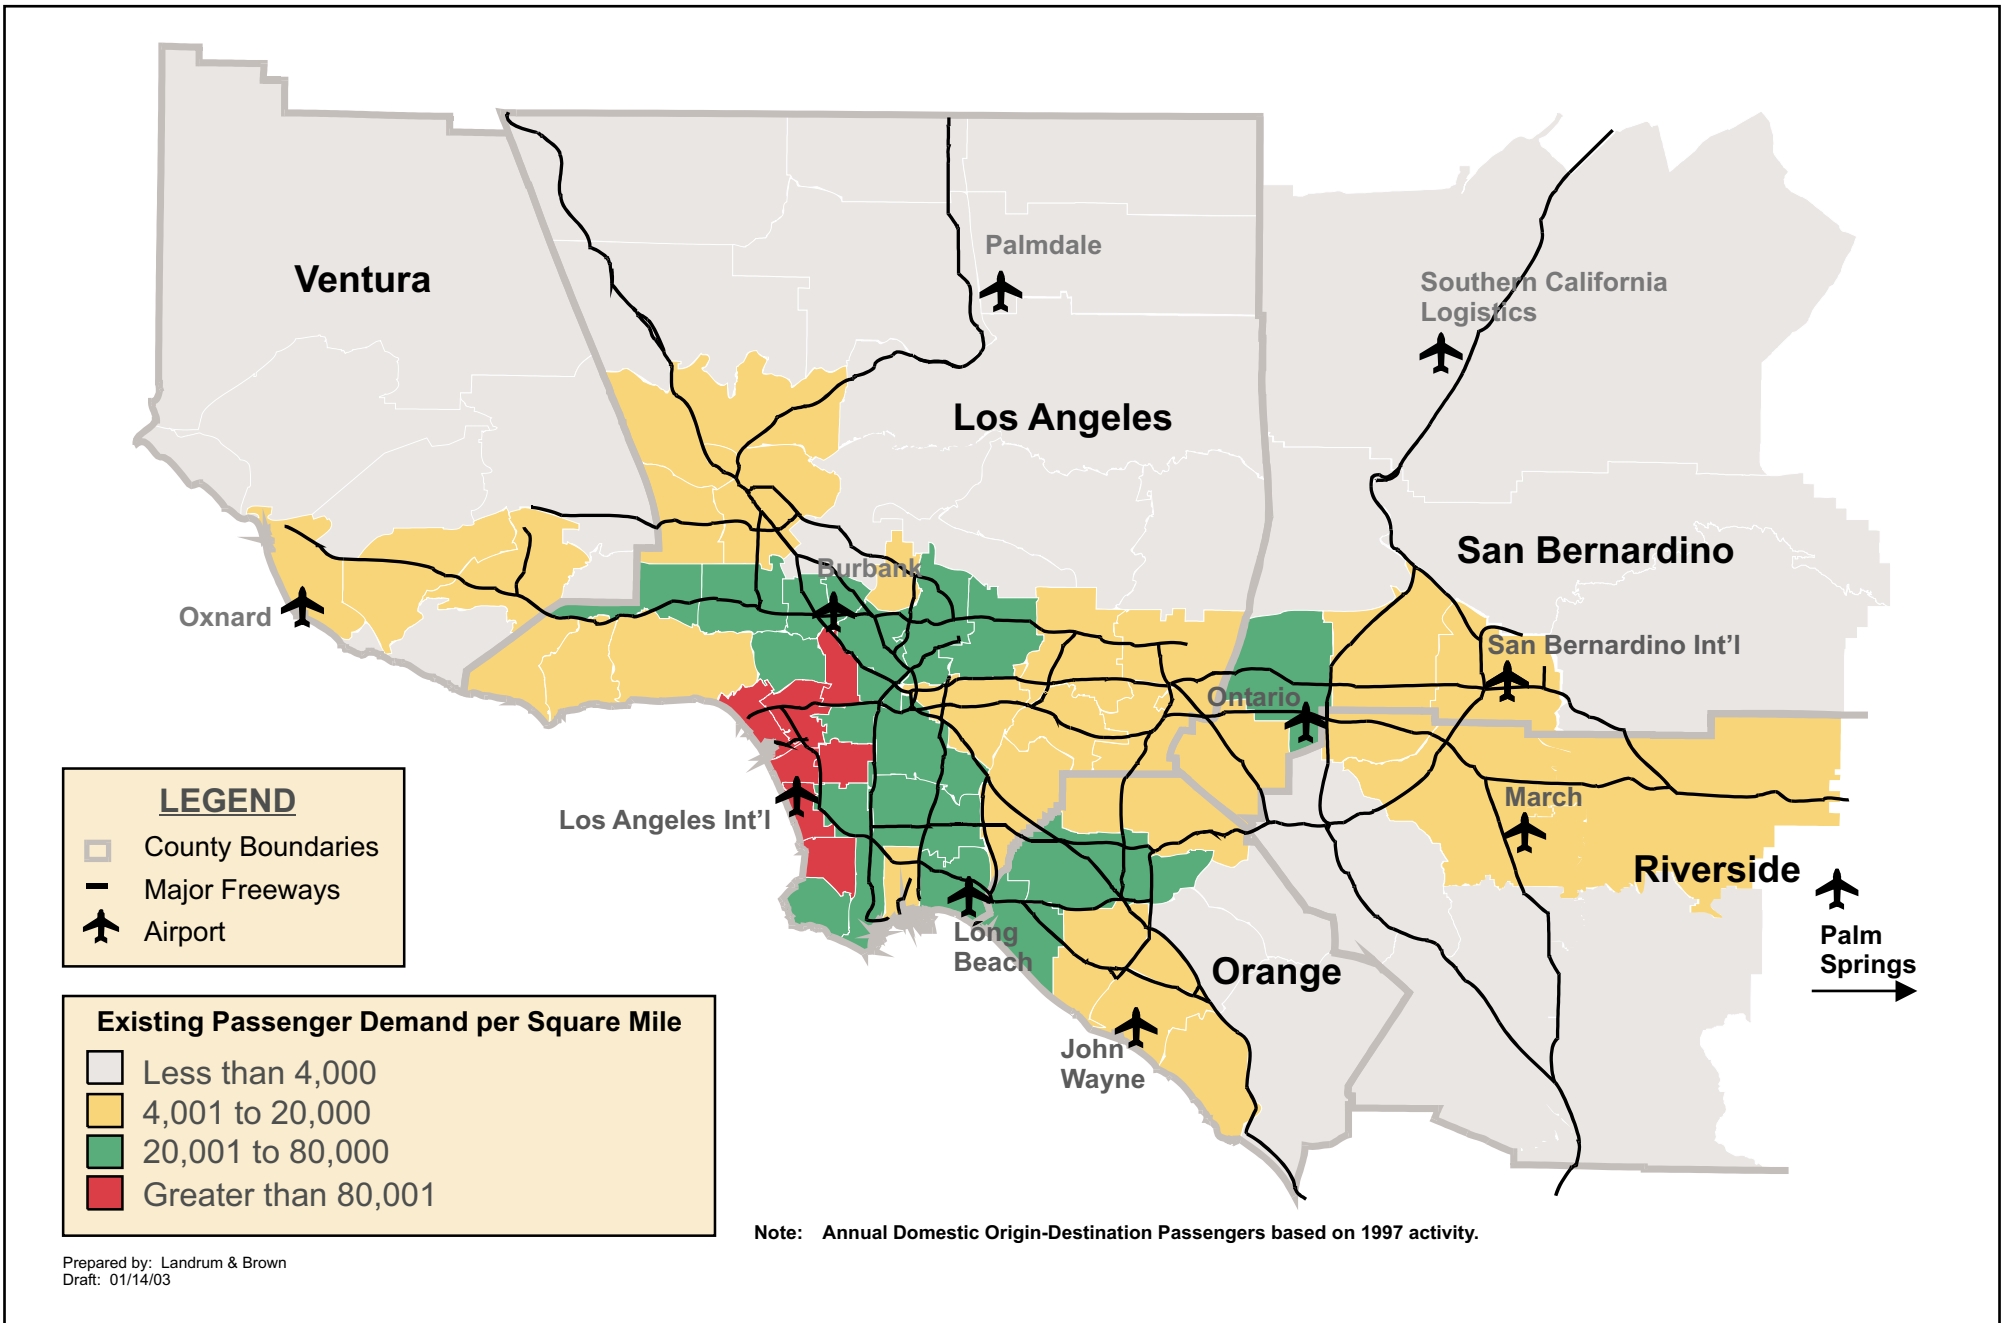 Ventura
Palmdale
Southern California
Logistics
Los Angeles
San Bernardino
Burbank
Oxnard
San Bernardino Int'l
Ontario
March
Los Angeles Int'l
Riverside
Palm
Springs
Long
Beach
Orange
John
Wayne
LEGEND
County Boundaries
Major Freeways
Airport
Existing Passenger Demand per Square Mile
Less than 4,000
4,001 to 20,000
20,001 to 80,000
Greater than 80,001
Note: Annual Domestic Origin-Destination Passengers based on 1997 activity.
Prepared by: Landrum & Brown
Draft: 01/14/03